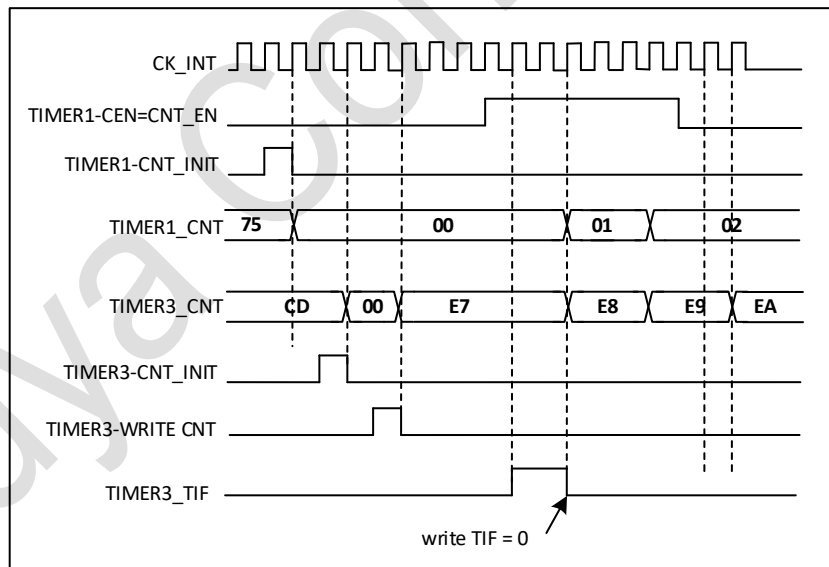 CK_INT
TIMER1-CEN=CNT_EN
TIMER1-CNT_INIT
TIMER1_CNT 75 00 01 02
TIMER3_CNT CD 00 E7 E8 E9 EA
TIMER3-CNT_INIT
TIMER3-WRITE CNT
TIMER3_TIF
write TIF = 0